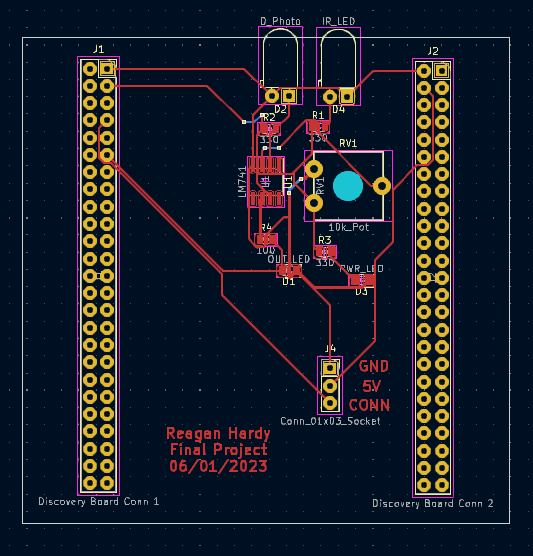 D_Photo
IR_LED
J1
J2
D2
D4
R2
330
R1
330
RV1
LM741
U1
RV1
10k_Pot
R4
100
R3
330
OUT_LED
PWR_LED
D1
D3
J4
GND
5V
CONN
Conn_01x03_Socket
Reagan Hardy
Final Project
06/01/2023
Discovery Board Conn 1
Discovery Board Conn 2